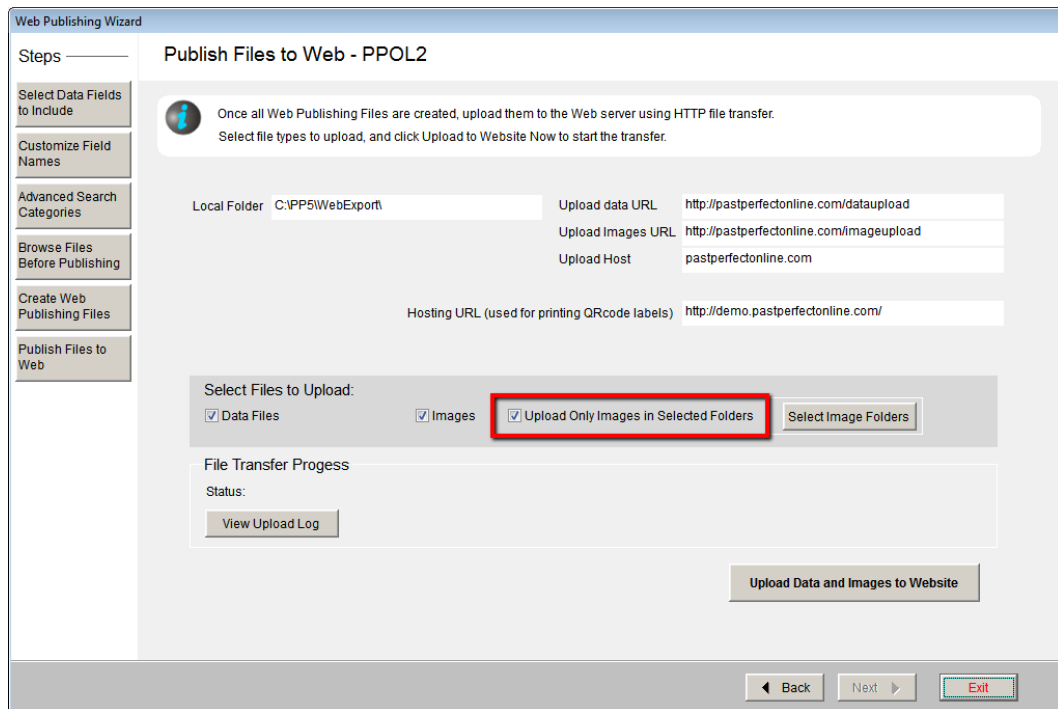 Web Publishing Wizard
Steps
Publish Files to Web - PPOL2
Select Data Fields
to Include
Customize Field
Names
Advanced Search
Categories
Browse Files
Before Publishing
Create Web
Publishing Files
Publish Files to
Web
Once all Web Publishing Files are created, upload them to the Web server using HTTP file transfer.
Select file types to upload, and click Upload to Website Now to start the transfer.
Local Folder C:\PP5\WebExport\
Upload data URL http://pastperfectonline.com/dataupload
Upload Images URL http://pastperfectonline.com/imageupload
Upload Host pastperfectonline.com
Hosting URL (used for printing QRcode labels) http://demo.pastperfectonline.com/
Select Files to Upload:
Data Files Images Upload Only Images in Selected Folders Select Image Folders
File Transfer Progess
Status:
View Upload Log
Upload Data and Images to Website
Back Next Exit